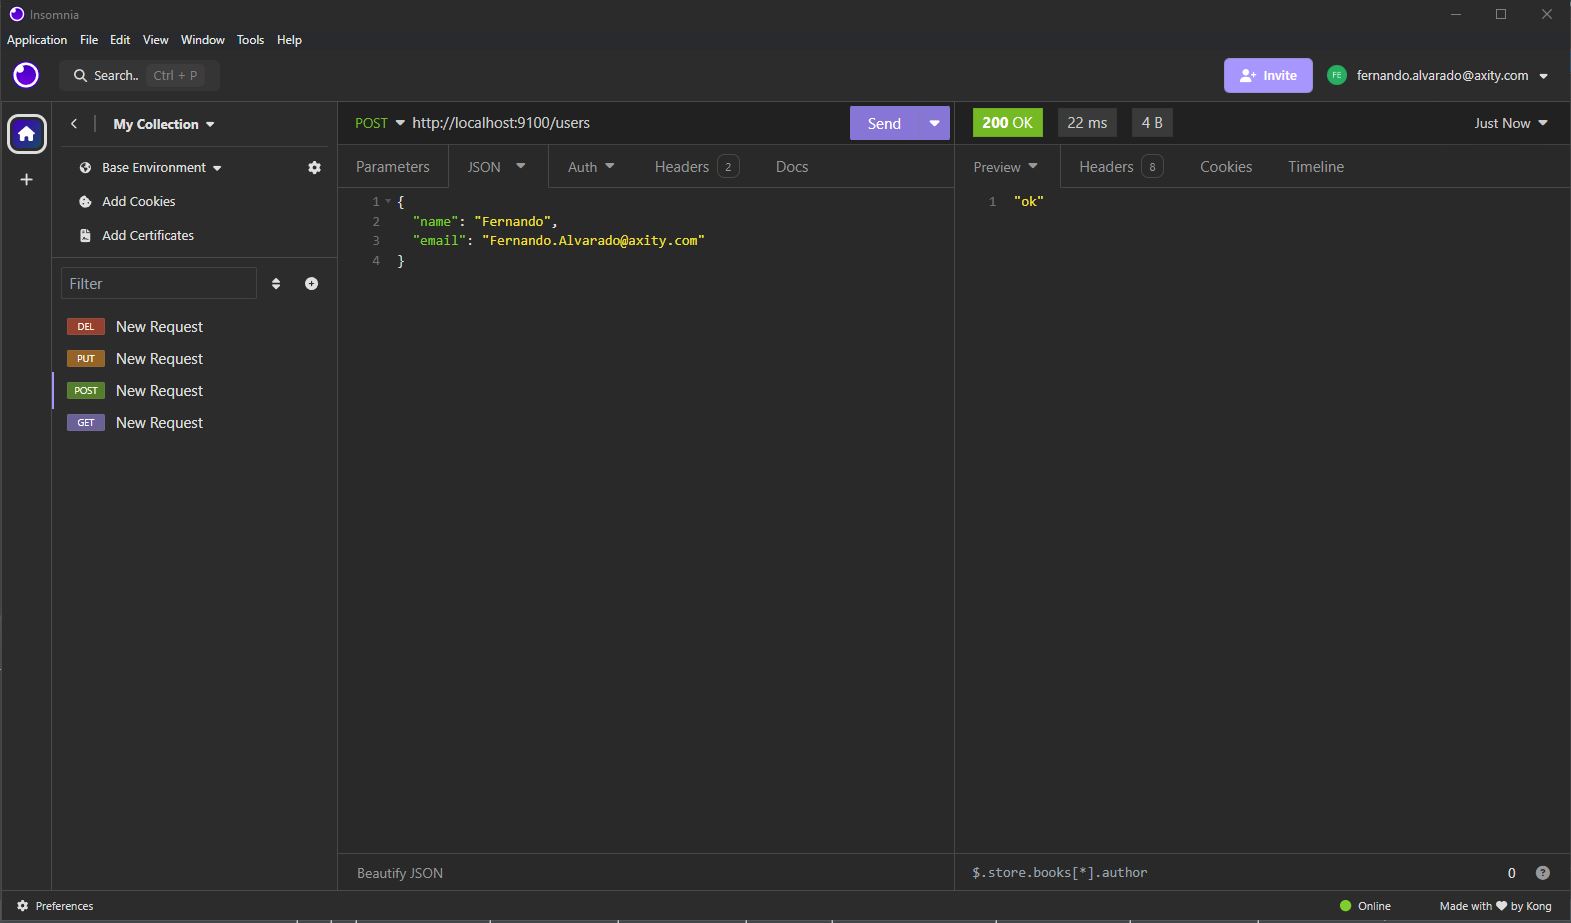 Insomnia
Application File Edit View Window Tools Help
Search.. Ctrl + P
Invite
FE
fernando.alvarado@axity.com
My Collection
Base Environment
Add Cookies
Add Certificates
Filter
DEL New Request
PUT New Request
POST New Request
GET New Request
POST http://localhost:9100/users
Send
Parameters JSON Auth Headers 2 Docs
1 {
2 "name": "Fernando",
3 "email": "Fernando.Alvarado@axity.com"
4 }
Beautify JSON
200 OK 22 ms 4 B Just Now
Preview Headers 8 Cookies Timeline
1 "ok"
$.store.books[*].author 0 ?
Preferences
Online
Made with ❤ by Kong